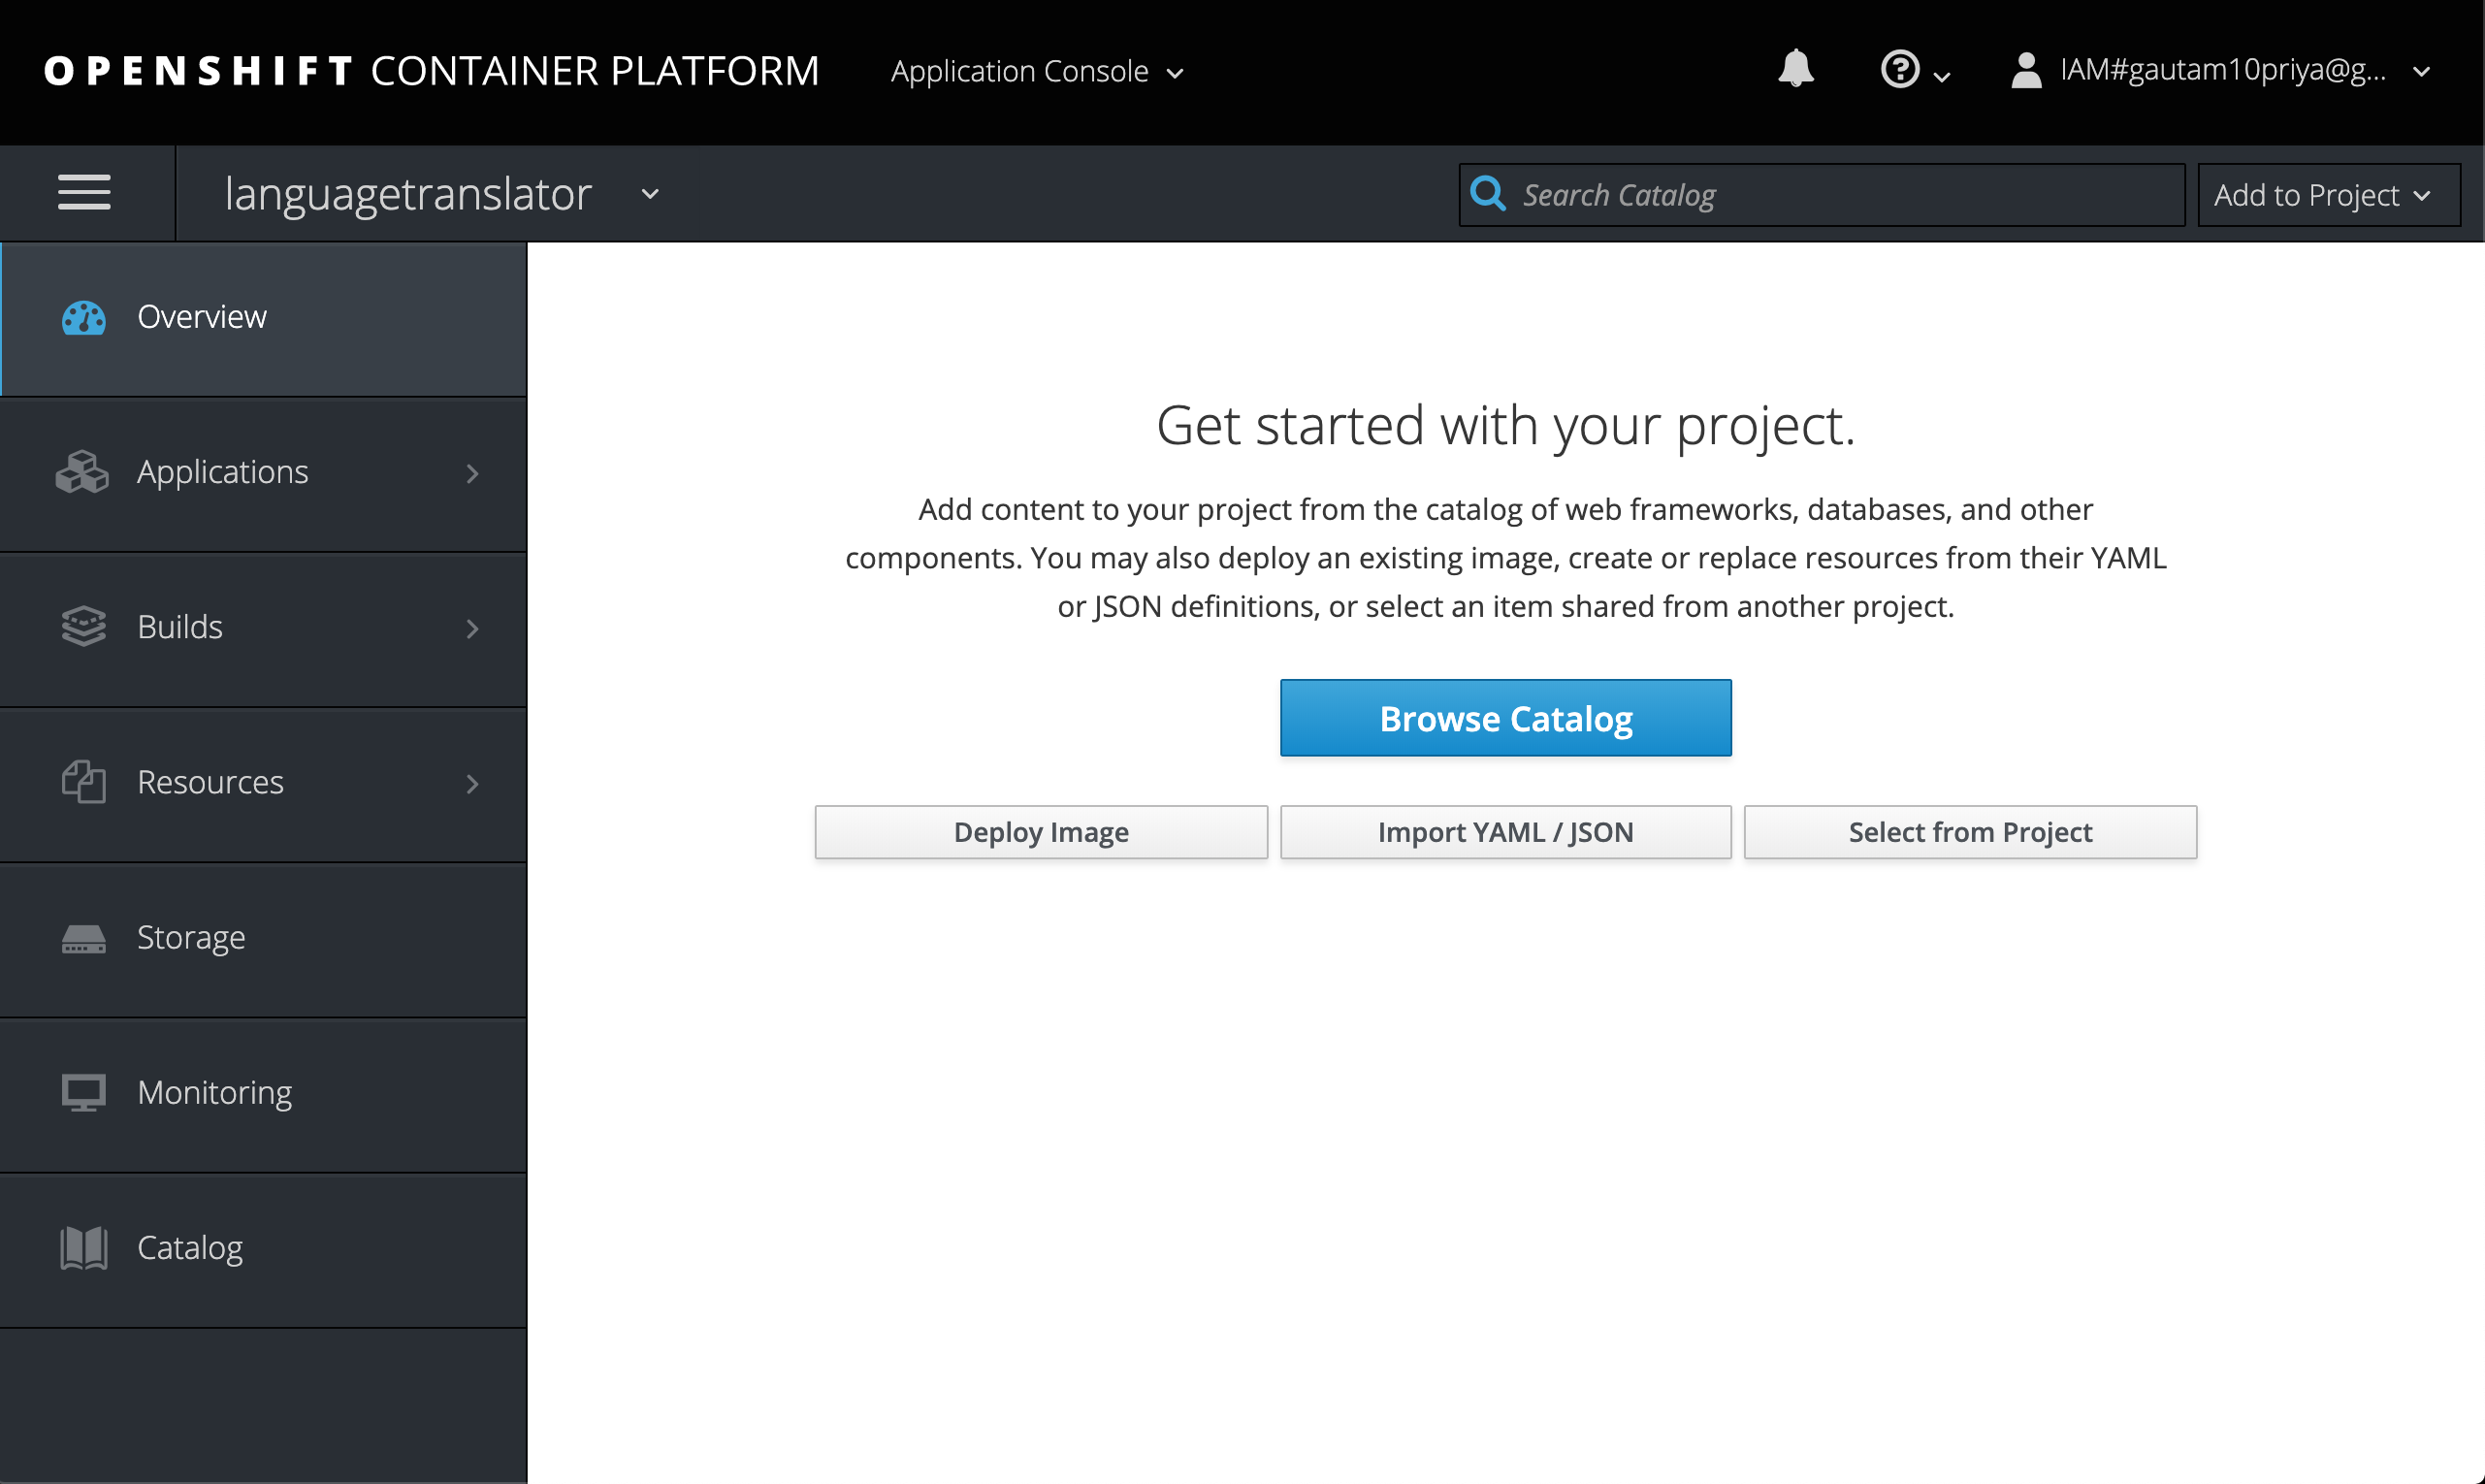 OPENSHIFT CONTAINER PLATFORM
Application Console
IAM#gautam10priya@g...
languagetranslator
Search Catalog
Add to Project
Overview
Applications
Builds
Resources
Storage
Monitoring
Catalog
Get started with your project.
Add content to your project from the catalog of web frameworks, databases, and other
components. You may also deploy an existing image, create or replace resources from their YAML
or JSON definitions, or select an item shared from another project.
Browse Catalog
Deploy Image
Import YAML / JSON
Select from Project